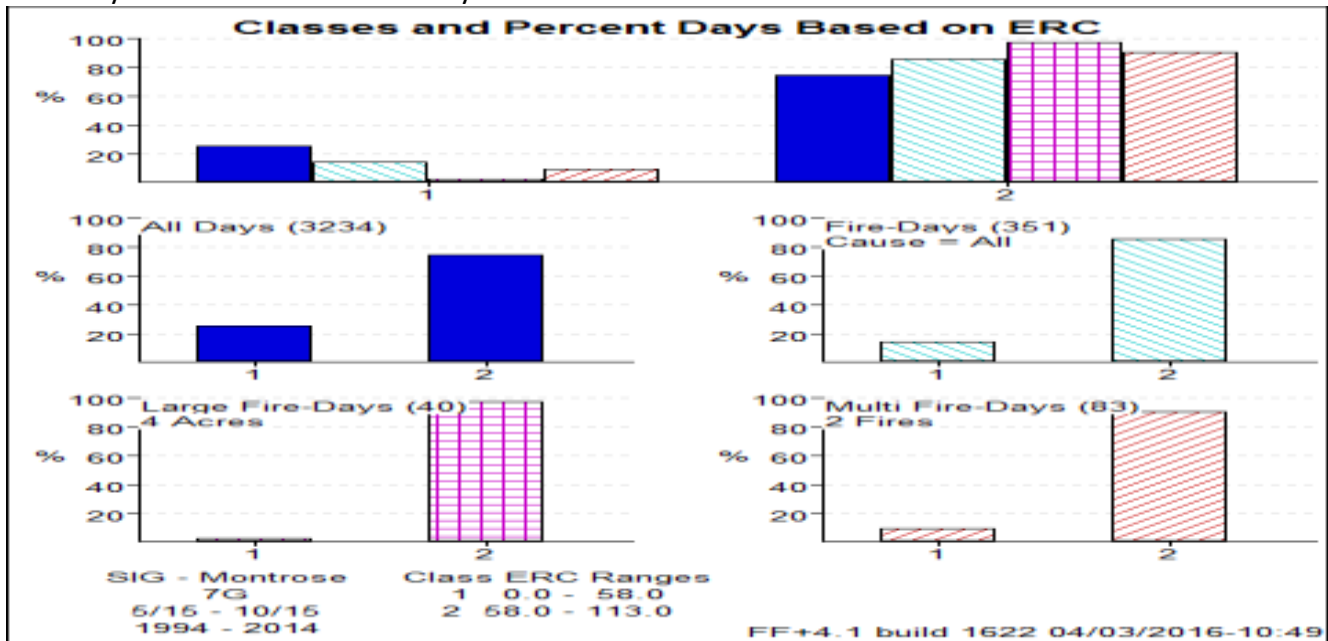 Classes and Percent Days Based on ERC
100
80
% 60
40
20
1 2
All Days (3234)
100
80
% 60
40
20
1 2
Fire-Days (351)
Cause = All
100
80
% 60
40
20
1 2
Large Fire-Days (40)
4 Acres
100
80
% 60
40
20
1 2
Multi Fire-Days (83)
2 Fires
100
80
% 60
40
20
1 2
SIG - Montrose
7G
5/15 - 10/15
1994 - 2014
Class ERC Ranges
1 0.0 - 58.0
2 58.0 - 113.0
FF+4.1 build 1622 04/03/2016-10:49